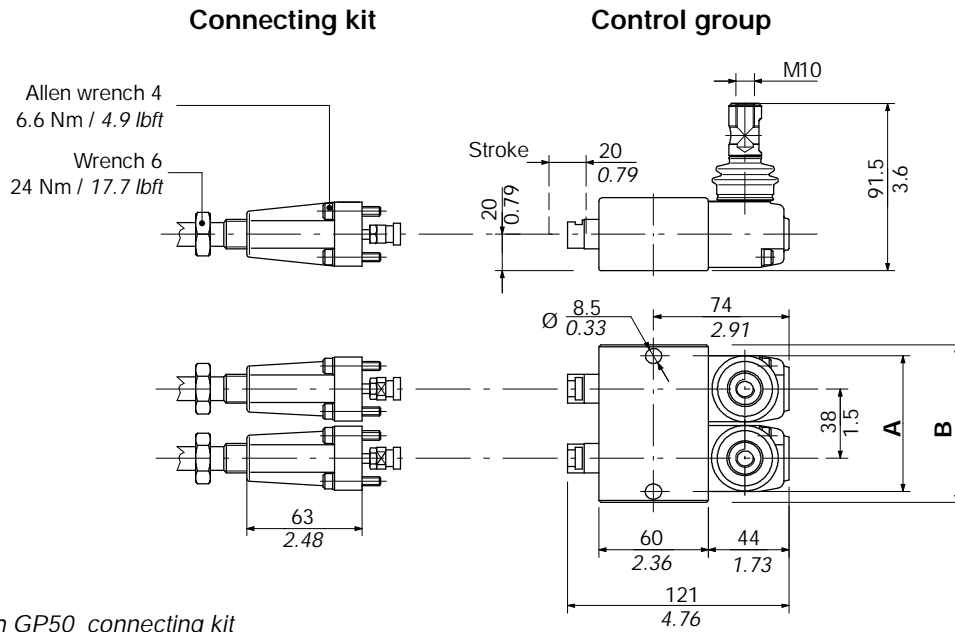 Connecting kit
Control group
Allen wrench 4
6.6 Nm / 4.9 lbft
Wrench 6
24 Nm / 17.7 lbft
M10
Stroke
20
0.79
20
0.79
91.5
3.6
Ø 8.5
0.33
74
2.91
38
1.5
A
B
63
2.48
60
2.36
44
1.73
121
4.76
GP50 connecting kit